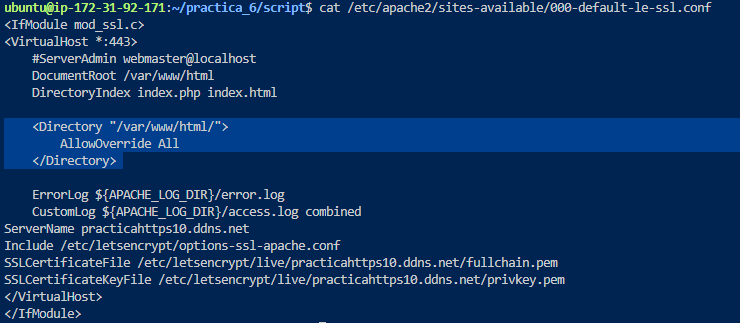 ubuntu@ip-172-31-92-171:~/practica_6/script$ cat /etc/apache2/sites-available/000-default-le-ssl.conf
<IfModule mod_ssl.c>
<VirtualHost *:443>
    #ServerAdmin webmaster@localhost
    DocumentRoot /var/www/html
    DirectoryIndex index.php index.html

    <Directory "/var/www/html/">
        AllowOverride All
    </Directory>

    ErrorLog ${APACHE_LOG_DIR}/error.log
    CustomLog ${APACHE_LOG_DIR}/access.log combined
ServerName practicahttps10.ddns.net
Include /etc/letsencrypt/options-ssl-apache.conf
SSLCertificateFile /etc/letsencrypt/live/practicahttps10.ddns.net/fullchain.pem
SSLCertificateKeyFile /etc/letsencrypt/live/practicahttps10.ddns.net/privkey.pem
</VirtualHost>
</IfModule>